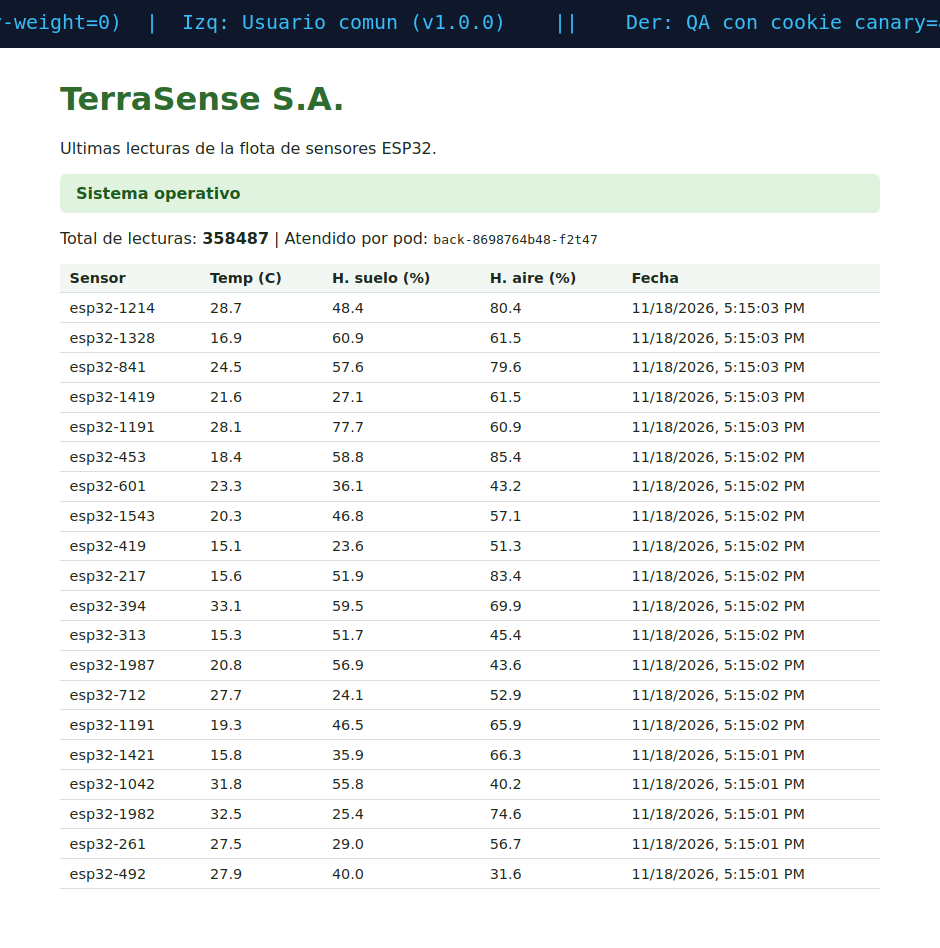 -weight=0)  |  Izq: Usuario comun (v1.0.0)    ||    Der: QA con cookie canary=
TerraSense S.A.
Ultimas lecturas de la flota de sensores ESP32.
Sistema operativo
Total de lecturas: 358487 | Atendido por pod: back-8698764b48-f2t47
Sensor Temp (C) H. suelo (%) H. aire (%) Fecha
esp32-1214 28.7 48.4 80.4 11/18/2026, 5:15:03 PM
esp32-1328 16.9 60.9 61.5 11/18/2026, 5:15:03 PM
esp32-841 24.5 57.6 79.6 11/18/2026, 5:15:03 PM
esp32-1419 21.6 27.1 61.5 11/18/2026, 5:15:03 PM
esp32-1191 28.1 77.7 60.9 11/18/2026, 5:15:03 PM
esp32-453 18.4 58.8 85.4 11/18/2026, 5:15:02 PM
esp32-601 23.3 36.1 43.2 11/18/2026, 5:15:02 PM
esp32-1543 20.3 46.8 57.1 11/18/2026, 5:15:02 PM
esp32-419 15.1 23.6 51.3 11/18/2026, 5:15:02 PM
esp32-217 15.6 51.9 83.4 11/18/2026, 5:15:02 PM
esp32-394 33.1 59.5 69.9 11/18/2026, 5:15:02 PM
esp32-313 15.3 51.7 45.4 11/18/2026, 5:15:02 PM
esp32-1987 20.8 56.9 43.6 11/18/2026, 5:15:02 PM
esp32-712 27.7 24.1 52.9 11/18/2026, 5:15:02 PM
esp32-1191 19.3 46.5 65.9 11/18/2026, 5:15:02 PM
esp32-1421 15.8 35.9 66.3 11/18/2026, 5:15:01 PM
esp32-1042 31.8 55.8 40.2 11/18/2026, 5:15:01 PM
esp32-1982 32.5 25.4 74.6 11/18/2026, 5:15:01 PM
esp32-261 27.5 29.0 56.7 11/18/2026, 5:15:01 PM
esp32-492 27.9 40.0 31.6 11/18/2026, 5:15:01 PM